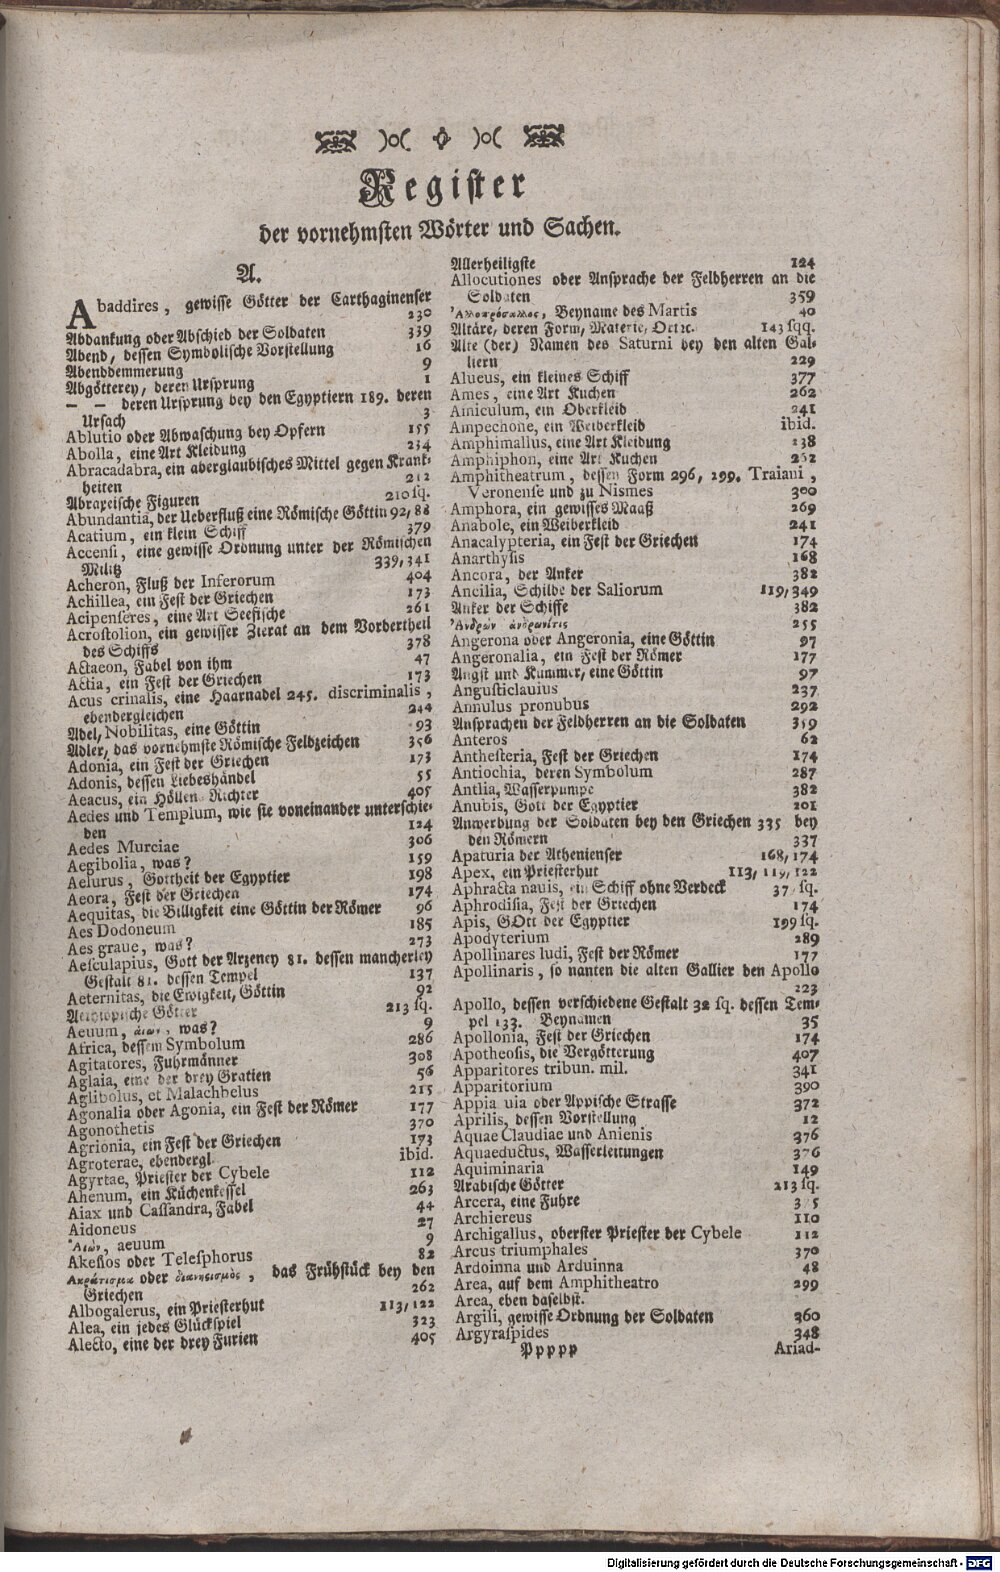 Register
der vornehmsten Wörter und Sachen.
A.
Abaddires, gewisse Götter der Carthaginenser
230
Abdankung oder Abschied der Soldaten 339
Abend, dessen Symbolische Vorstellung 16
Abenddemmerung 9
Abgötterey, deren Ursprung 1
— — deren Ursprung bey den Egyptiern 189. deren
Ursach 3
Ablutio oder Abwaschung bey Opfern 155
Abolla, eine Art Kleidung 234
Abracadabra, ein aberglaubisches Mittel gegen Krank-
heiten 212
Abraxeische Figuren 210 sq.
Abundantia, der Ueberfluß eine Römische Göttin 92, 88
Acatium, ein klein Schiff 379
Accensi, eine gewisse Ordnung unter der Römischen
Militz 339, 341
Acheron, Fluß der Inferorum 404
Achillea, ein Fest der Griechen 173
Acipenseres, eine Art Seefische 261
Acrostolion, ein gewisser Zierat an dem Vordertheil
des Schiffs 378
Actaeon, Fabel von ihm 47
Actia, ein Fest der Griechen 173
Acus crinalis, eine Haarnadel 245. discriminalis,
ebendergleichen 244
Adel, Nobilitas, eine Göttin 93
Adler, das vornehmste Römische Feldzeichen 356
Adonia, ein Fest der Griechen 173
Adonis, dessen Liebeshändel 55
Aeacus, ein Höllen-Richter 405
Aedes und Templum, wie sie voneinander unterschie-
den 124
Aedes Murciae 306
Aegibolia, was? 159
Aelurus, Gottheit der Egyptier 198
Aeora, Fest der Griechen 174
Aequitas, die Billigkeit eine Göttin der Römer 96
Aes Dodoneum 185
Aes graue, was? 273
Aesculapius, Gott der Arzeney 81. dessen mancherley
Gestalt 81. dessen Tempel 137
Aeternitas, die Ewigkeit, Göttin 92
Aethiopische Götter 213 sq.
Aeuum, αιων, was? 9
Africa, dessen Symbolum 286
Agitatores, Fuhrmänner 308
Aglaia, eine der drey Gratien 56
Aglibolus, et Malachbelus 215
Agonalia oder Agonia, ein Fest der Römer 177
Agonothetis 370
Agrionia, ein Fest der Griechen 173
Agroterae, ebendergl. ibid.
Agyrtae, Priester der Cybele 112
Ahenum, ein Küchenkessel 263
Aiax und Cassandra, Fabel 44
Aidoneus 27
Ἀιων, aeuum 9
Akesios oder Telesphorus 82
Ακράτισμα oder διανησισμὸς, das Frühstück bey den
Griechen 262
Albogalerus, ein Priesterhut 113, 122
Alea, ein jedes Glückspiel 323
Alecto, eine der drey Furien 405
Allerheiligste 124
Allocutiones oder Ansprache der Feldherren an die
Soldaten 359
Ἀλλοπρόσαλλος, Beyname des Martis 40
Altäre, deren Form, Materie, Ort rc. 143 sqq.
Alte (der) Namen des Saturni bey den alten Gal-
liern 229
Alueus, ein kleines Schiff 377
Ames, eine Art Kuchen 262
Amiculum, ein Oberkleid 241
Ampechone, ein Weiberkleid ibid.
Amphimallus, eine Art Kleidung 238
Amphiphon, eine Art Kuchen 262
Amphitheatrum, dessen Form 296, 299. Traiani,
Veronense und zu Nismes 300
Amphora, ein gewisses Maaß 269
Anabole, ein Weiberkleid 241
Anacalypteria, ein Fest der Griechen 174
Anarthysis 168
Ancora, der Anker 382
Ancilia, Schilde der Saliorum 119, 349
Anker der Schiffe 382
Ἀνδρὼν ἀνδρωνίτις 255
Angerona oder Angeronia, eine Göttin 97
Angeronalia, ein Fest der Römer 177
Angst und Kummer, eine Göttin 97
Angusticlauius 237
Annulus pronubus 292
Ansprachen der Feldherren an die Soldaten 359
Anteros 62
Anthesteria, Fest der Griechen 174
Antiochia, deren Symbolum 287
Antlia, Wasserpumpe 382
Anubis, Gott der Egyptier 201
Anwerbung der Soldaten bey den Griechen 335 bey
den Römern 337
Apaturia der Athenienser 168, 174
Apex, ein Priesterhut 113, 119, 122
Aphracta nauis, ein Schiff ohne Verdeck 37 sq.
Aphrodisia, Fest der Griechen 174
Apis, GOtt der Egyptier 199 sq.
Apodyterium 289
Apollinares ludi, Fest der Römer 177
Apollinaris, so nanten die alten Gallier den Apollo
223
Apollo, dessen verschiedene Gestalt 32 sq. dessen Tem-
pel 133. Beynamen 35
Apollonia, Fest der Griechen 174
Apotheosis, die Vergötterung 407
Apparitores tribun. mil. 341
Apparitorium 390
Appia uia oder Appische Strasse 372
Aprilis, dessen Vorstellung 12
Aquae Claudiae und Anienis 376
Aquaeductus, Wasserleitungen 376
Aquiminaria 149
Arabische Götter 213 sq.
Arcera, eine Fuhre 3 5
Archiereus 110
Archigallus, oberster Priester der Cybele 112
Arcus triumphales 370
Ardoinna und Arduinna 48
Area, auf dem Amphitheatro 299
Area, eben daselbst.
Argili, gewisse Ordnung der Soldaten 360
Argyraspides 348
Ppppp Ariad-
Digitalisierung gefördert durch die Deutsche Forschungsgemeinschaft - DFG